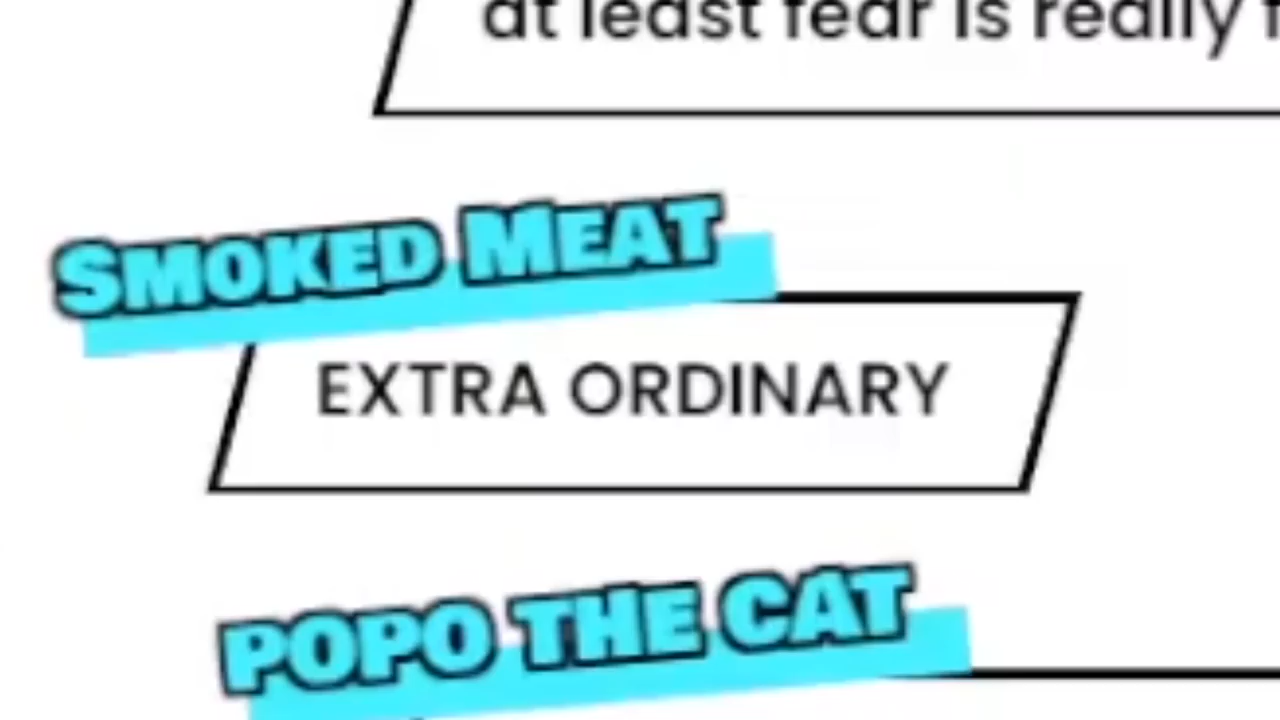 at least fear is really
Smoked Meat
EXTRA ORDINARY
POPO THE CAT